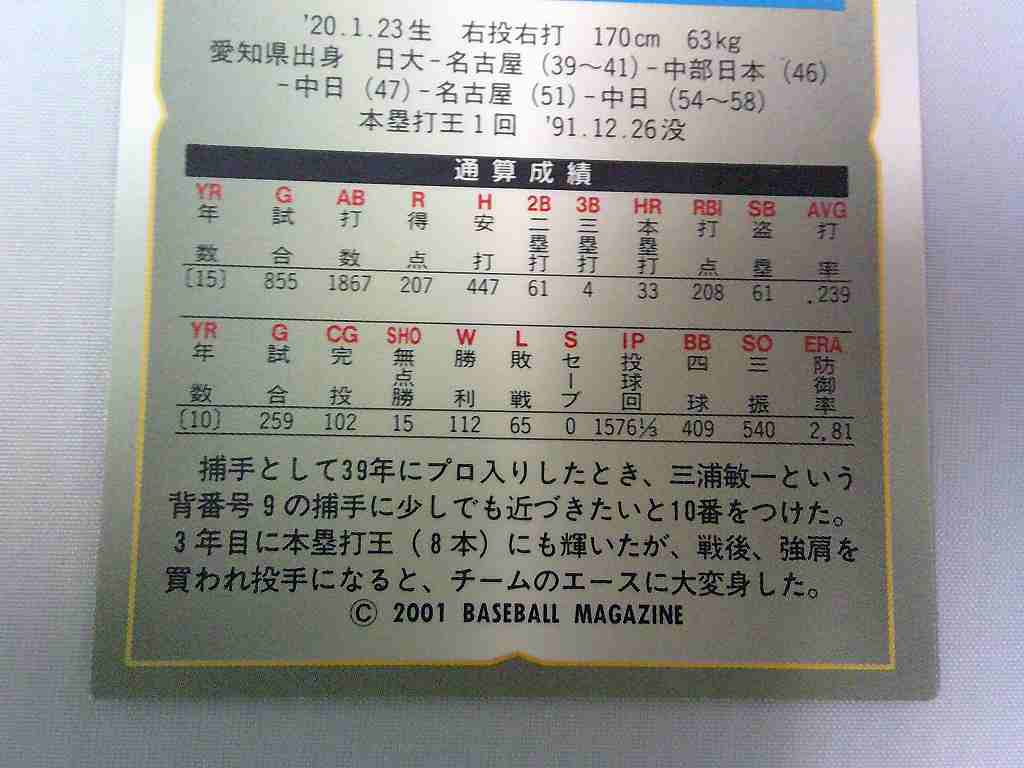 '20.1.23生 右投右打 170cm 63kg
愛知県出身 日大-名古屋(39～41)-中部日本(46)
-中日(47)-名古屋(51)-中日(54～58)
本塁打王1回 '91.12.26没
通算成績
YR G AB R H 2B 3B HR RBI SB AVG
年数 試合 打数 得点 安打 二塁打 三塁打 本塁打 打点 盗塁 打率
〔15〕 855 1867 207 447 61 4 33 208 61 .239
YR G CG SHO W L S IP BB SO ERA
年数 試合 完投 無点勝 勝利 敗戦 セーブ 投球回 四球 三振 防御率
〔10〕 259 102 15 112 65 0 1576⅓ 409 540 2.81
捕手として39年にプロ入りしたとき、三浦敏一という
背番号9の捕手に少しでも近づきたいと10番をつけた。
3年目に本塁打王(8本)にも輝いたが、戦後、強肩を
買われ投手になると、チームのエースに大変身した。
© 2001 BASEBALL MAGAZINE